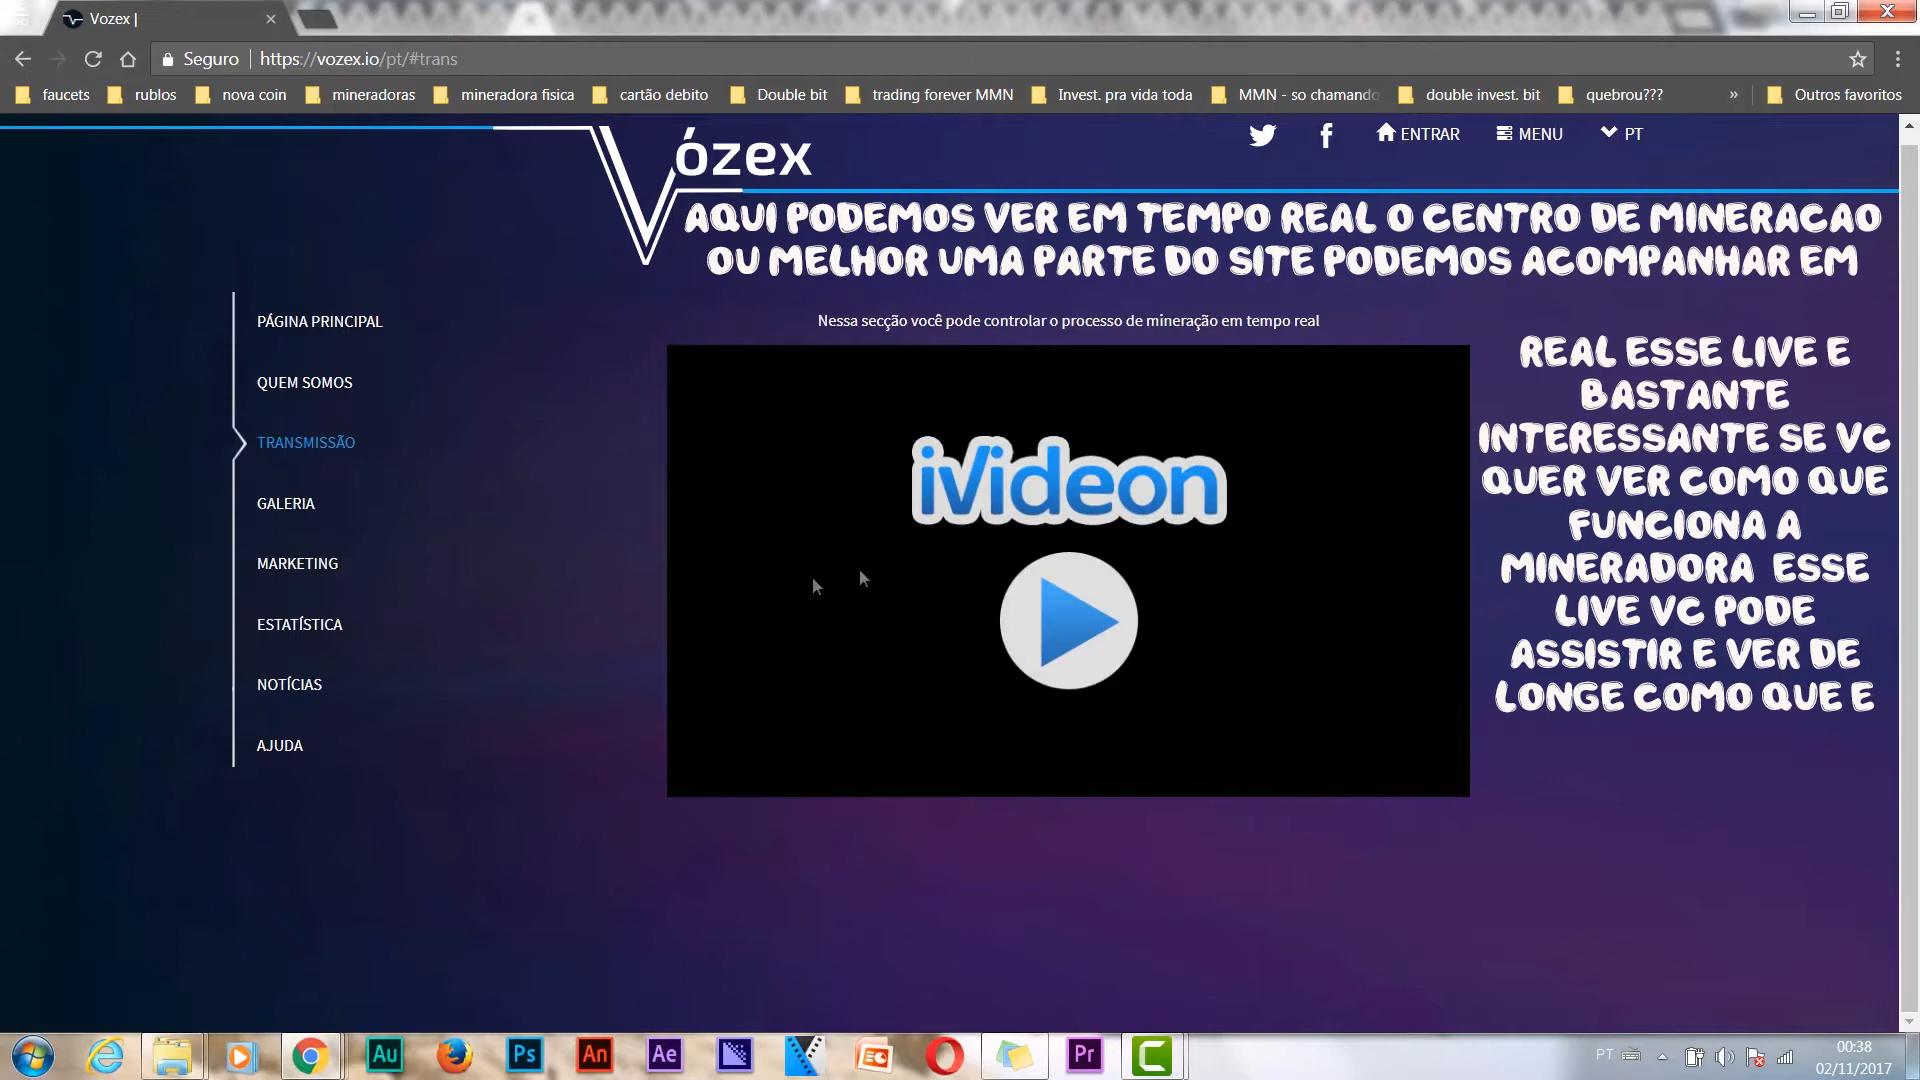 Vozex |
Seguro
https://vozex.io/pt/#trans
faucets
rublos
nova coin
mineradoras
mineradora fisica
cartão debito
Double bit
trading forever MMN
Invest. pra vida toda
MMN - so chamando
double invest. bit
quebrou???
»
Outros favoritos
Vózex
ENTRAR
MENU
PT
AQUI PODEMOS VER EM TEMPO REAL O CENTRO DE MINERACAO
OU MELHOR UMA PARTE DO SITE PODEMOS ACOMPANHAR EM
PÁGINA PRINCIPAL
QUEM SOMOS
TRANSMISSÃO
GALERIA
MARKETING
ESTATÍSTICA
NOTÍCIAS
AJUDA
Nessa secção você pode controlar o processo de mineração em tempo real
iVideon
REAL ESSE LIVE E
BASTANTE
INTERESSANTE SE VC
QUER VER COMO QUE
FUNCIONA A
MINERADORA ESSE
LIVE VC PODE
ASSISTIR E VER DE
LONGE COMO QUE E
Au
Ps
An
Ae
Pr
PT
00:38
02/11/2017